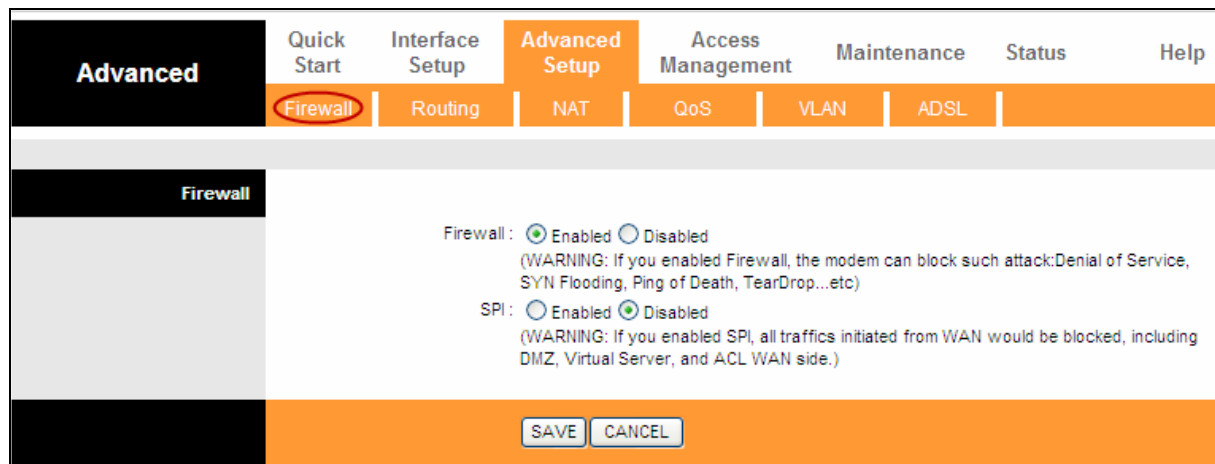 Advanced
Quick Start
Interface Setup
Advanced Setup
Access Management
Maintenance
Status
Help
Firewall
Routing
NAT
QoS
VLAN
ADSL
Firewall
Firewall : Enabled Disabled
(WARNING: If you enabled Firewall, the modem can block such attack:Denial of Service,
SYN Flooding, Ping of Death, TearDrop...etc)
SPI : Enabled Disabled
(WARNING: If you enabled SPI, all traffics initiated from WAN would be blocked, including
DMZ, Virtual Server, and ACL WAN side.)
SAVE CANCEL